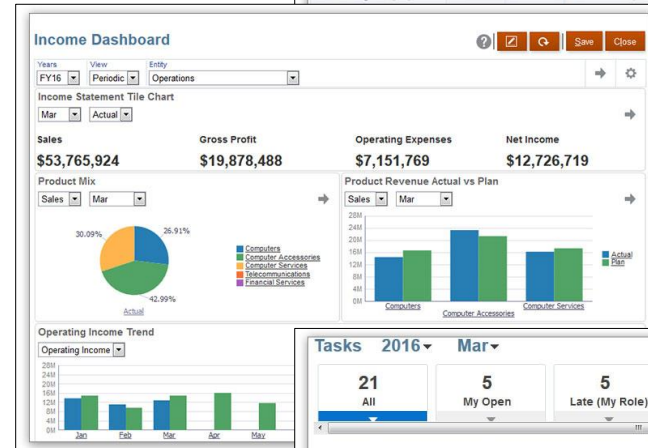 Income Dashboard
Save Close
Years View Entity
FY16 Periodic Operations
Income Statement Tile Chart
Mar Actual
Sales Gross Profit Operating Expenses Net Income
$53,765,924 $19,878,488 $7,151,769 $12,726,719
Product Mix
Sales Mar
30.09% 26.91%
42.99%
Actual
Computers
Computer Accessories
Computer Services
Telecommunications
Financial Services
Product Revenue Actual vs Plan
Sales Mar
28M
24M
20M
16M
12M
8M
4M
0M
Computers Computer Accessories Computer Services
Actual
Plan
Operating Income Trend
Operating Income
28M
24M
20M
16M
12M
8M
4M
0M
Jan Feb Mar Apr May
Tasks 2016 Mar
21 5 5
All My Open Late (My Role)